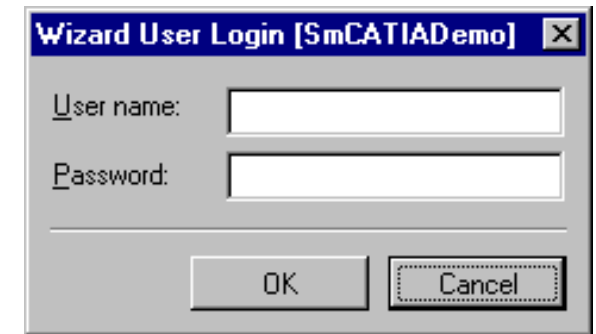 Wizard User Login [SmCATIADemo]
User name:
Password:
OK Cancel